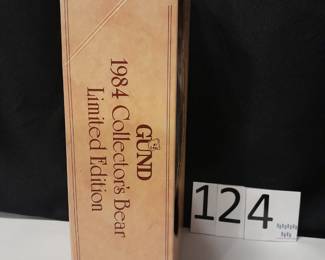 GUND
1984 Collector's Bear
Limited Edition
124